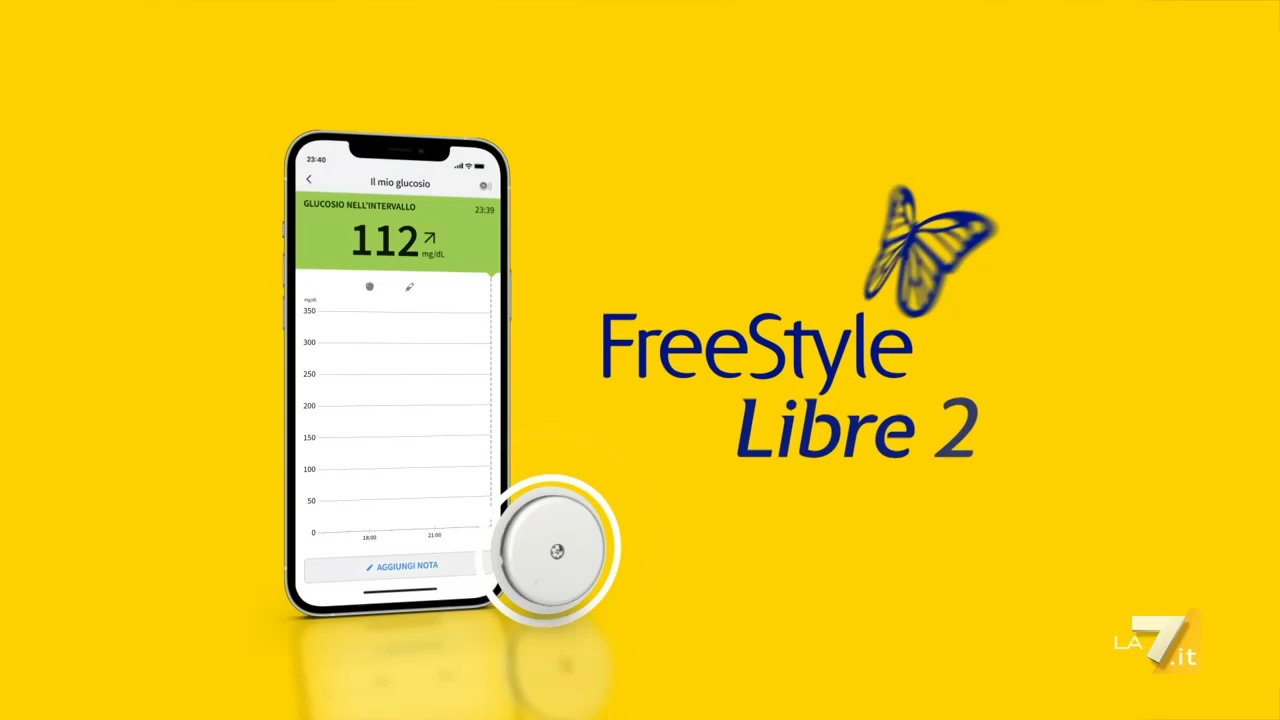 23:40
Il mio glucosio
GLUCOSIO NELL'INTERVALLO 23:39
112 mg/dL
mg/dL
350
300
250
200
150
100
50
0
18:00 21:00
AGGIUNGI NOTA
FreeStyle
Libre 2
LA7.it